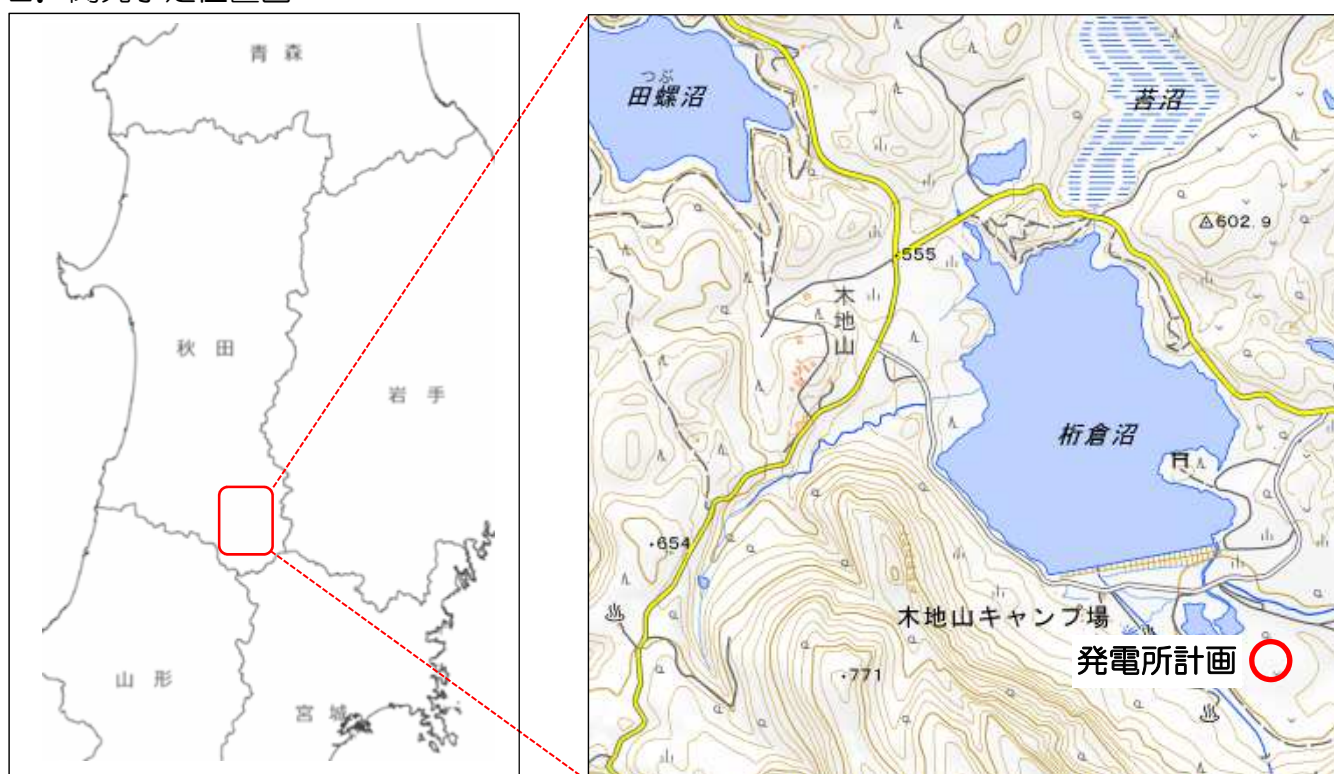 青森
秋田
岩手
山形
宮城
つぶ
田螺沼
苔沼
602.9
555
木地山
桁倉沼
654
木地山キャンプ場
発電所計画
771